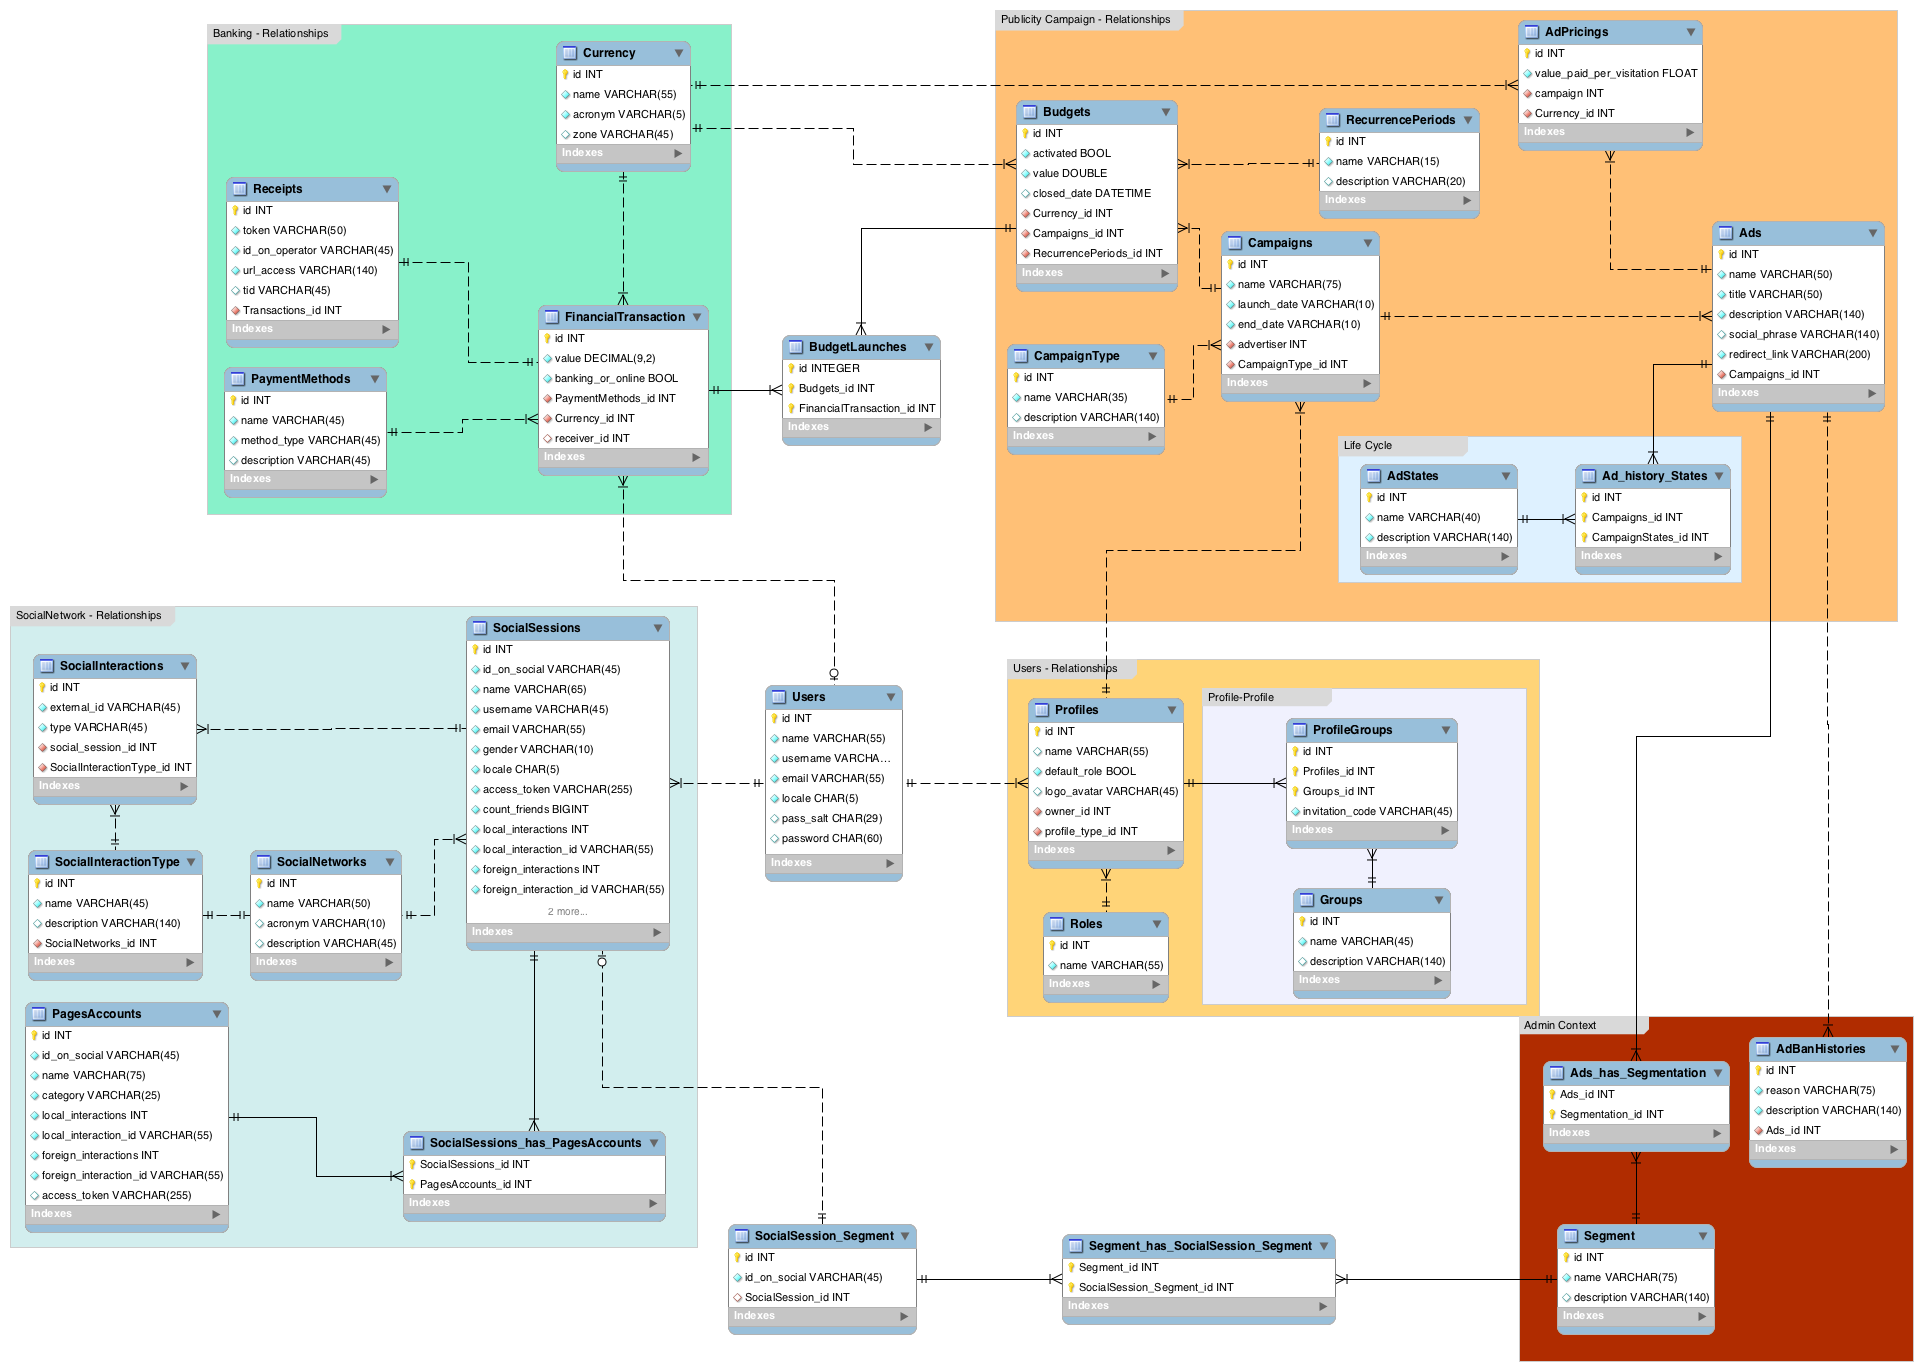 Banking - Relationships
Currency
id INT
name VARCHAR(55)
acronym VARCHAR(5)
zone VARCHAR(45)
Indexes
Receipts
id INT
token VARCHAR(50)
id_on_operator VARCHAR(45)
url_access VARCHAR(140)
tid VARCHAR(45)
Transactions_id INT
Indexes
FinancialTransaction
id INT
value DECIMAL(9,2)
banking_or_online BOOL
PaymentMethods_id INT
Currency_id INT
receiver_id INT
Indexes
PaymentMethods
id INT
name VARCHAR(45)
method_type VARCHAR(45)
description VARCHAR(45)
Indexes
BudgetLaunches
id INTEGER
Budgets_id INT
FinancialTransaction_id INT
Indexes
Publicity Campaign - Relationships
AdPricings
id INT
value_paid_per_visitation FLOAT
campaign INT
Currency_id INT
Indexes
Budgets
id INT
activated BOOL
value DOUBLE
closed_date DATETIME
Currency_id INT
Campaigns_id INT
RecurrencePeriods_id INT
Indexes
RecurrencePeriods
id INT
name VARCHAR(15)
description VARCHAR(20)
Indexes
Campaigns
id INT
name VARCHAR(75)
launch_date VARCHAR(10)
end_date VARCHAR(10)
advertiser INT
CampaignType_id INT
Indexes
Ads
id INT
name VARCHAR(50)
title VARCHAR(50)
description VARCHAR(140)
social_phrase VARCHAR(140)
redirect_link VARCHAR(200)
Campaigns_id INT
Indexes
CampaignType
id INT
name VARCHAR(35)
description VARCHAR(140)
Indexes
Life Cycle
AdStates
id INT
name VARCHAR(40)
description VARCHAR(140)
Indexes
Ad_history_States
id INT
Campaigns_id INT
CampaignStates_id INT
Indexes
SocialNetwork - Relationships
SocialSessions
id INT
id_on_social VARCHAR(45)
name VARCHAR(65)
username VARCHAR(45)
email VARCHAR(55)
gender VARCHAR(10)
locale CHAR(5)
access_token VARCHAR(255)
count_friends BIGINT
local_interactions INT
local_interaction_id VARCHAR(55)
foreign_interactions INT
foreign_interaction_id VARCHAR(55)
2 more...
Indexes
SocialInteractions
id INT
external_id VARCHAR(45)
type VARCHAR(45)
social_session_id INT
SocialInteractionType_id INT
Indexes
SocialInteractionType
id INT
name VARCHAR(45)
description VARCHAR(140)
SocialNetworks_id INT
Indexes
SocialNetworks
id INT
name VARCHAR(50)
acronym VARCHAR(10)
description VARCHAR(45)
Indexes
PagesAccounts
id INT
id_on_social VARCHAR(45)
name VARCHAR(75)
category VARCHAR(25)
local_interactions INT
local_interaction_id VARCHAR(55)
foreign_interactions INT
foreign_interaction_id VARCHAR(55)
access_token VARCHAR(255)
Indexes
SocialSessions_has_PagesAccounts
SocialSessions_id INT
PagesAccounts_id INT
Indexes
Users
id INT
name VARCHAR(55)
username VARCHA...
email VARCHAR(55)
locale CHAR(5)
pass_salt CHAR(29)
password CHAR(60)
Indexes
Users - Relationships
Profiles
id INT
name VARCHAR(55)
default_role BOOL
logo_avatar VARCHAR(45)
owner_id INT
profile_type_id INT
Indexes
Roles
id INT
name VARCHAR(55)
Indexes
Profile-Profile
ProfileGroups
id INT
Profiles_id INT
Groups_id INT
invitation_code VARCHAR(45)
Indexes
Groups
id INT
name VARCHAR(45)
description VARCHAR(140)
Indexes
Admin Context
Ads_has_Segmentation
Ads_id INT
Segmentation_id INT
Indexes
AdBanHistories
id INT
reason VARCHAR(75)
description VARCHAR(140)
Ads_id INT
Indexes
Segment
id INT
name VARCHAR(75)
description VARCHAR(140)
Indexes
SocialSession_Segment
id INT
id_on_social VARCHAR(45)
SocialSession_id INT
Indexes
Segment_has_SocialSession_Segment
Segment_id INT
SocialSession_Segment_id INT
Indexes